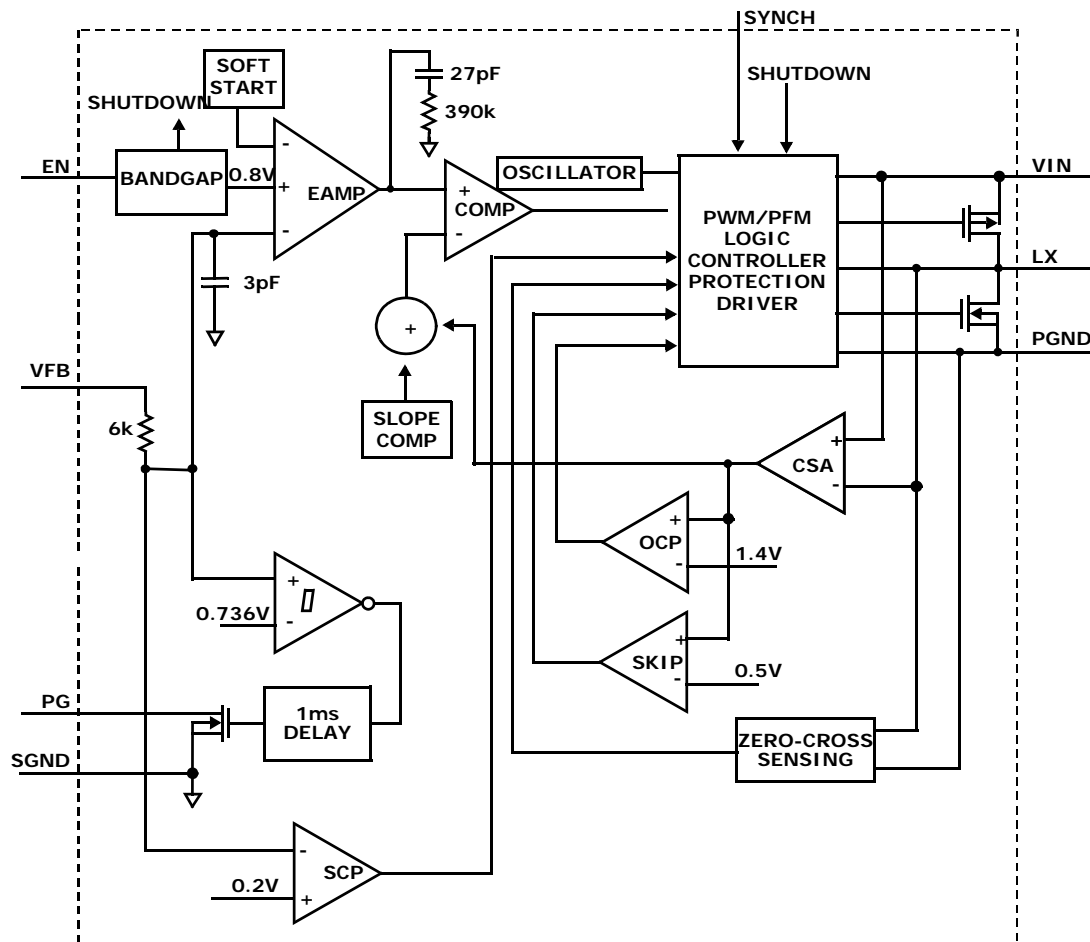 SYNCH
SHUTDOWN
SOFT
START
27pF
390k
SHUTDOWN
EN
BANDGAP
0.8V
-
+
-
EAMP
3pF
+
-
COMP
OSCILLATOR
PWM/PFM
LOGIC
CONTROLLER
PROTECTION
DRIVER
VIN
LX
PGND
+
SLOPE
COMP
VFB
6k
+
-
CSA
+
-
OCP
1.4V
+
-
SKIP
0.5V
+
-
0.736V
PG
1ms
DELAY
SGND
ZERO-CROSS
SENSING
-
+
SCP
0.2V